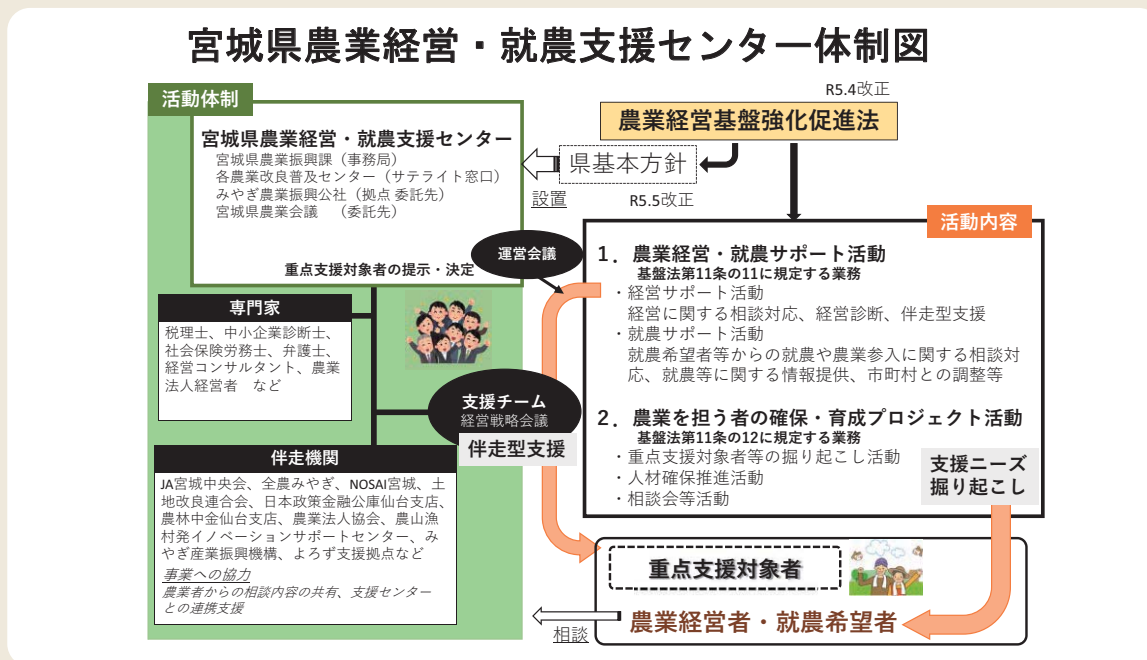 宮城県農業経営・就農支援センター体制図
活動体制
宮城県農業経営・就農支援センター
宮城県農業振興課（事務局）
各農業改良普及センター（サテライト窓口）
みやぎ農業振興公社（拠点 委託先）
宮城県農業会議　（委託先）
重点支援対象者の提示・決定
R5.4改正
農業経営基盤強化促進法
県基本方針
設置
R5.5改正
運営会議
専門家
税理士、中小企業診断士、
社会保険労務士、弁護士、
経営コンサルタント、農業
法人経営者　など
支援チーム
経営戦略会議
伴走型支援
伴走機関
JA宮城中央会、全農みやぎ、NOSAI宮城、土
地改良連合会、日本政策金融公庫仙台支店、
農林中金仙台支店、農業法人協会、農山漁
村発イノベーションサポートセンター、み
やぎ産業振興機構、よろず支援拠点など
事業への協力
農業者からの相談内容の共有、支援センター
との連携支援
活動内容
1．農業経営・就農サポート活動
基盤法第11条の11に規定する業務
・経営サポート活動
経営に関する相談対応、経営診断、伴走型支援
・就農サポート活動
就農希望者等からの就農や農業参入に関する相談対
応、就農等に関する情報提供、市町村との調整等
2．農業を担う者の確保・育成プロジェクト活動
基盤法第11条の12に規定する業務
・重点支援対象者等の掘り起こし活動
・人材確保推進活動
・相談会等活動
支援ニーズ
掘り起こし
重点支援対象者
農業経営者・就農希望者
相談